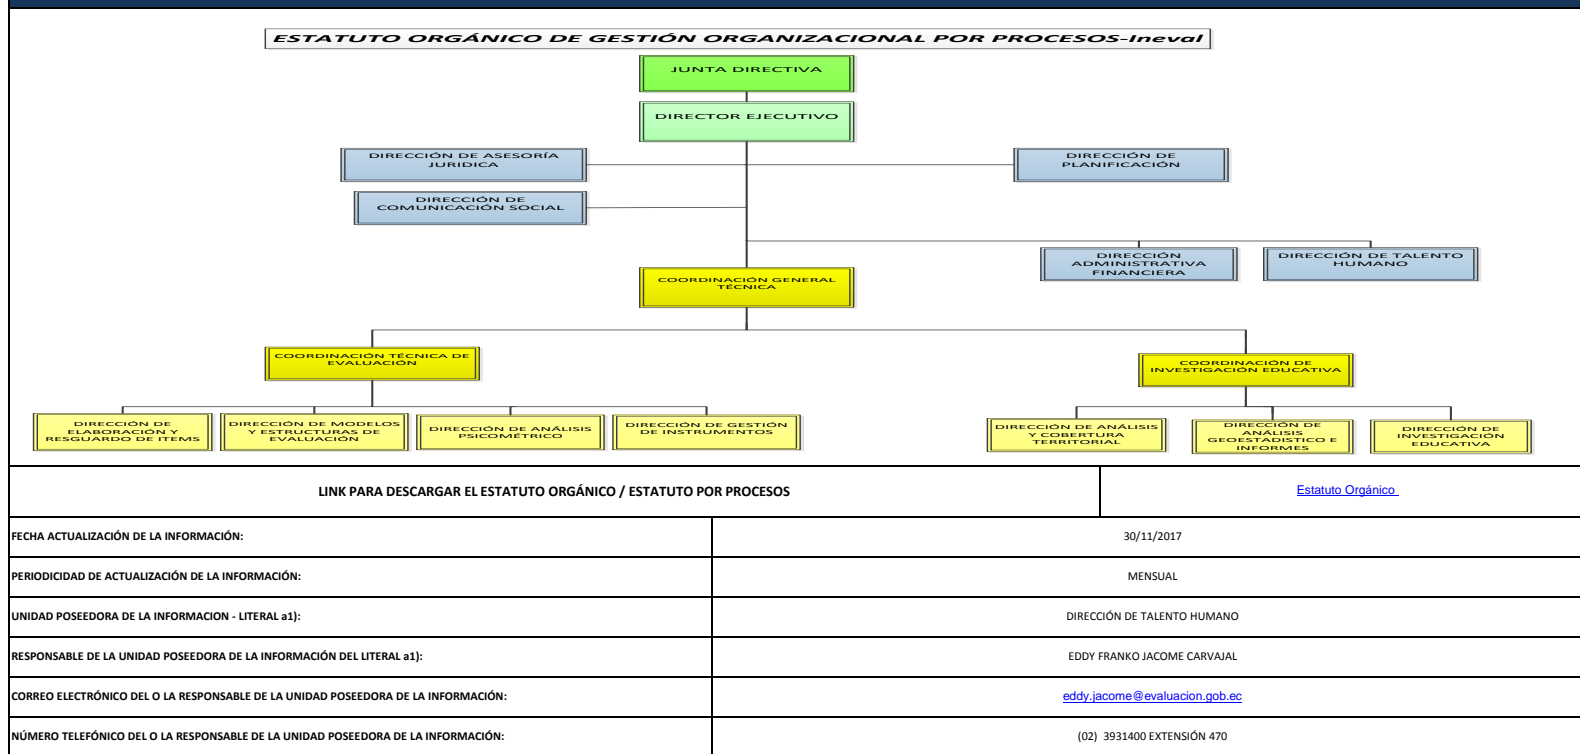 ESTATUTO ORGÁNICO DE GESTIÓN ORGANIZACIONAL POR PROCESOS-Ineval
JUNTA DIRECTIVA
DIRECTOR EJECUTIVO
DIRECCIÓN DE ASESORÍA
JURIDICA
DIRECCIÓN DE
PLANIFICACIÓN
DIRECCIÓN DE
COMUNICACIÓN SOCIAL
DIRECCIÓN
ADMINISTRATIVA
FINANCIERA
DIRECCIÓN DE TALENTO
HUMANO
COORDINACIÓN GENERAL
TÉCNICA
COORDINACIÓN TÉCNICA DE
EVALUACIÓN
COORDINACIÓN DE
INVESTIGACIÓN EDUCATIVA
DIRECCIÓN DE
ELABORACIÓN Y
RESGUARDO DE ITEMS
DIRECCIÓN DE MODELOS
Y ESTRUCTURAS DE
EVALUACIÓN
DIRECCIÓN DE ANÁLISIS
PSICOMÉTRICO
DIRECCIÓN DE GESTIÓN
DE INSTRUMENTOS
DIRECCIÓN DE ANÁLISIS
Y COBERTURA
TERRITORIAL
DIRECCIÓN DE
ANÁLISIS
GEOESTADISTICO E
INFORMES
DIRECCIÓN DE
INVESTIGACIÓN
EDUCATIVA
LINK PARA DESCARGAR EL ESTATUTO ORGÁNICO / ESTATUTO POR PROCESOS
Estatuto Orgánico
FECHA ACTUALIZACIÓN DE LA INFORMACIÓN:
30/11/2017
PERIODICIDAD DE ACTUALIZACIÓN DE LA INFORMACIÓN:
MENSUAL
UNIDAD POSEEDORA DE LA INFORMACION - LITERAL a1):
DIRECCIÓN DE TALENTO HUMANO
RESPONSABLE DE LA UNIDAD POSEEDORA DE LA INFORMACIÓN DEL LITERAL a1):
EDDY FRANKO JACOME CARVAJAL
CORREO ELECTRÓNICO DEL O LA RESPONSABLE DE LA UNIDAD POSEEDORA DE LA INFORMACIÓN:
eddy.jacome@evaluacion.gob.ec
NÚMERO TELEFÓNICO DEL O LA RESPONSABLE DE LA UNIDAD POSEEDORA DE LA INFORMACIÓN:
(02) 3931400 EXTENSIÓN 470